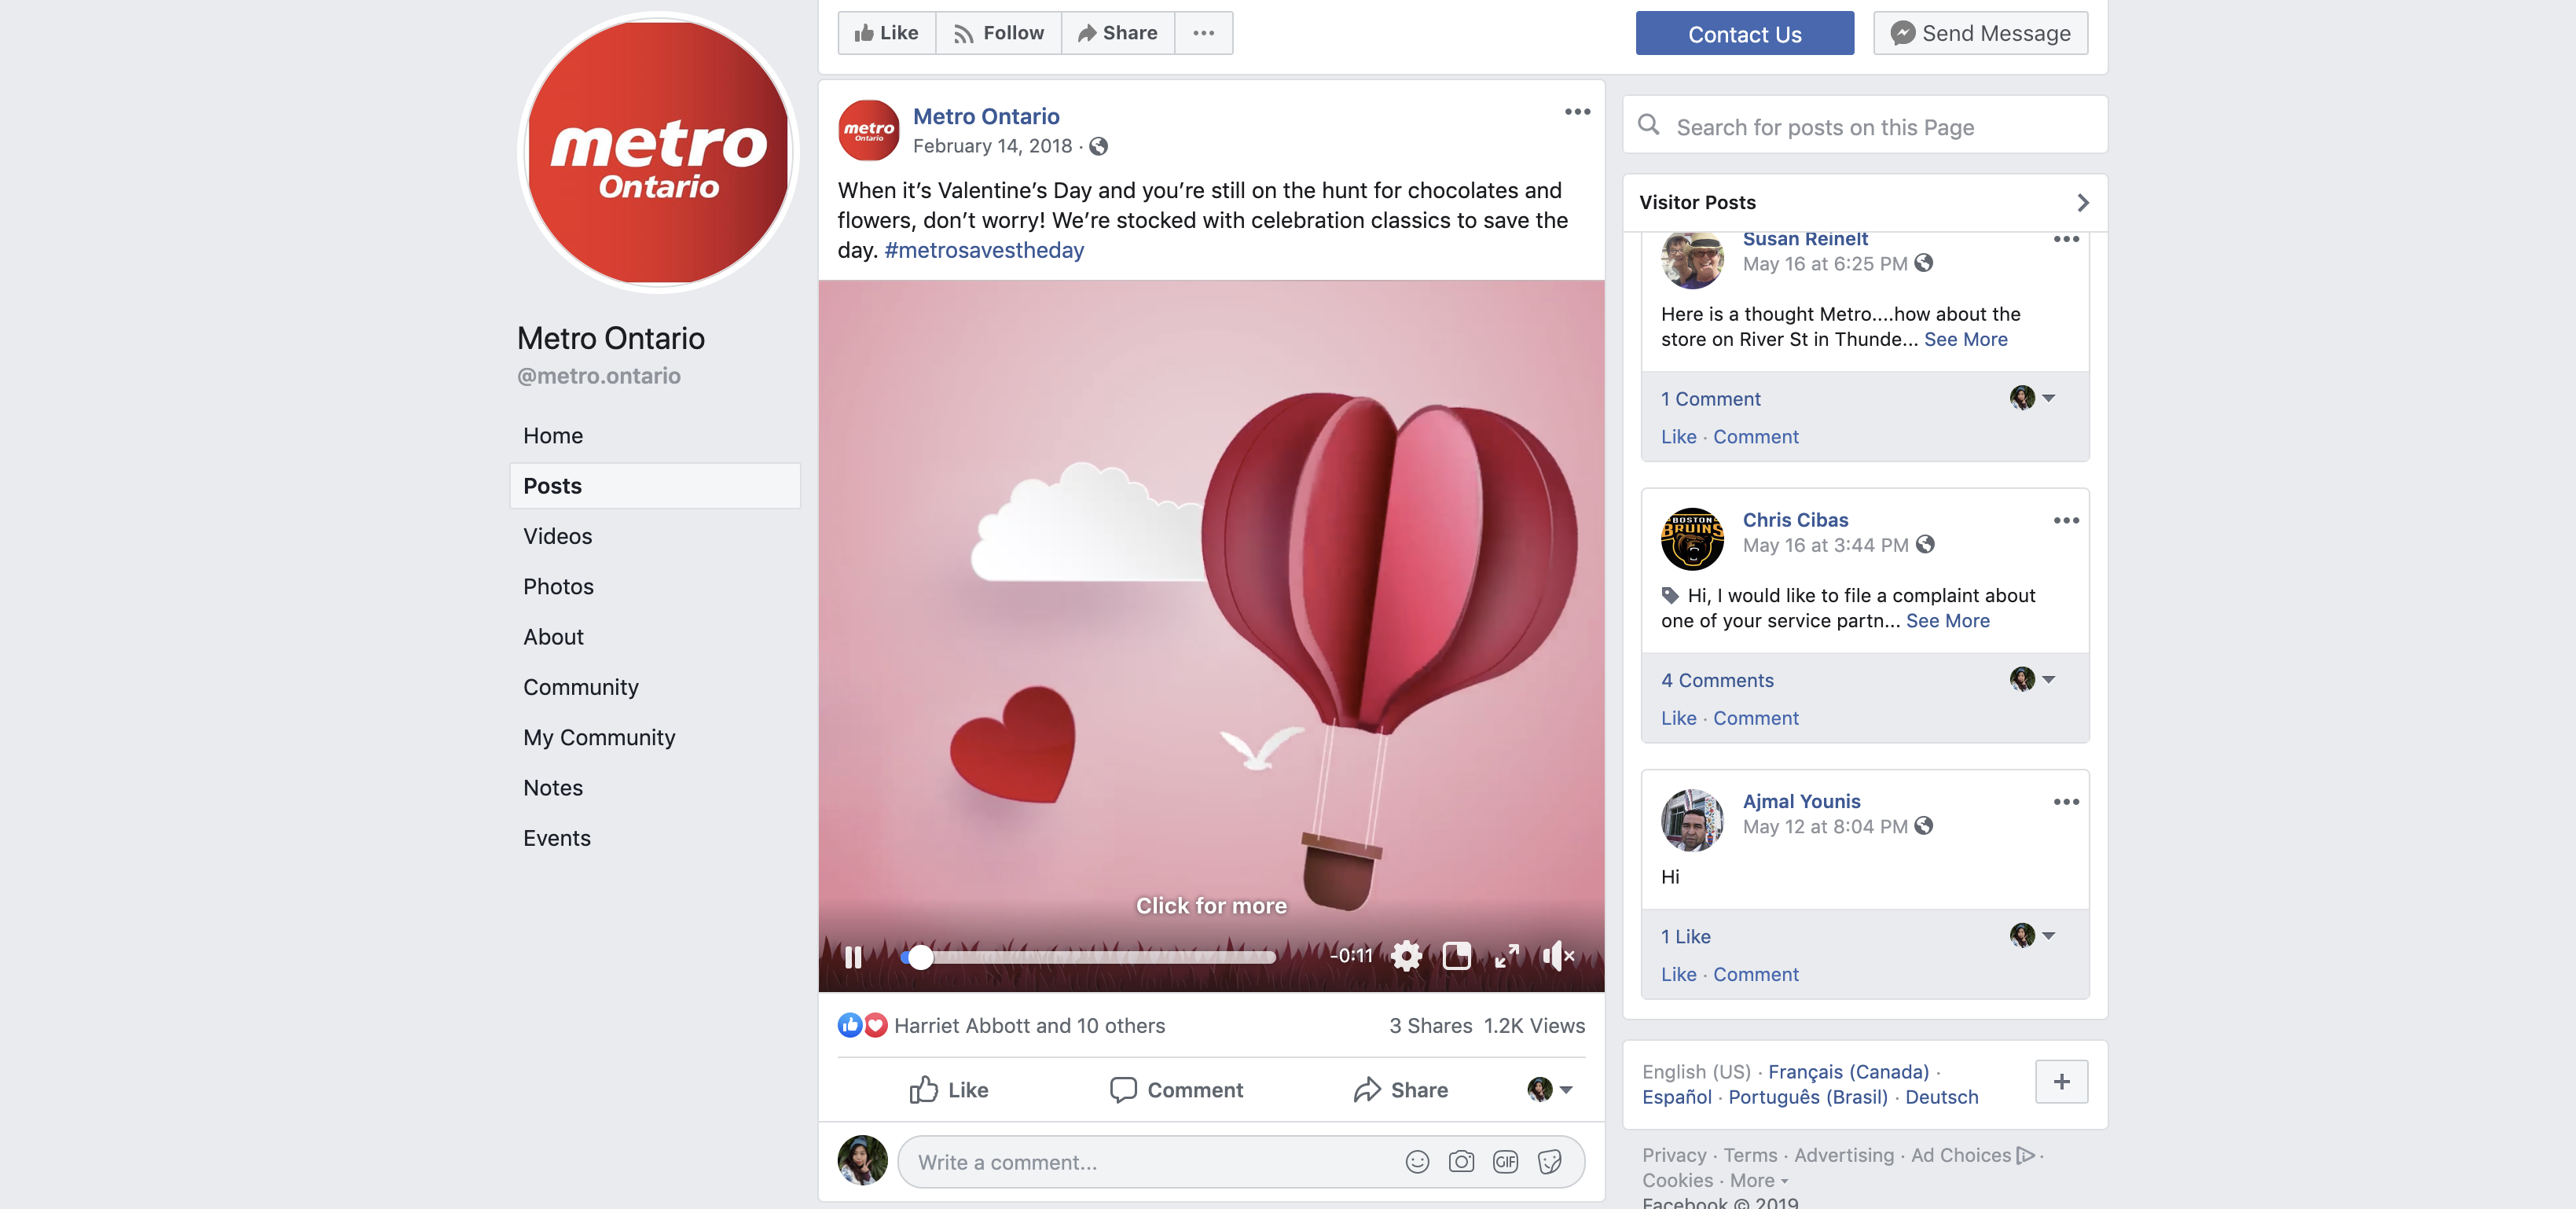 metro
Ontario
Metro Ontario
@metro.ontario
Home
Posts
Videos
Photos
About
Community
My Community
Notes
Events
Like
Follow
Share
Contact Us
Send Message
metro
Ontario
Metro Ontario
February 14, 2018 ·
When it’s Valentine’s Day and you’re still on the hunt for chocolates and
flowers, don’t worry! We’re stocked with celebration classics to save the
day. #metrosavestheday
Click for more
-0:11
Harriet Abbott and 10 others
3 Shares 1.2K Views
Like
Comment
Share
Write a comment...
GIF
Search for posts on this Page
Visitor Posts
Susan Reinelt
May 16 at 6:25 PM
Here is a thought Metro....how about the
store on River St in Thunde... See More
1 Comment
Like · Comment
BOSTON
BRUINS
Chris Cibas
May 16 at 3:44 PM
Hi, I would like to file a complaint about
one of your service partn... See More
4 Comments
Like · Comment
Ajmal Younis
May 12 at 8:04 PM
Hi
1 Like
Like · Comment
English (US) · Français (Canada) ·
Español · Português (Brasil) · Deutsch
Privacy · Terms · Advertising · Ad Choices ·
Cookies · More
Facebook © 2019